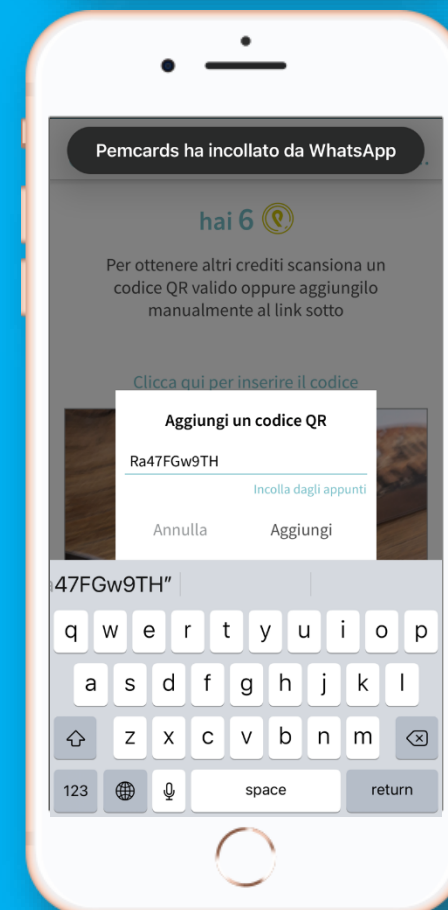 Pemcards ha incollato da WhatsApp
hai 6
Per ottenere altri crediti scansiona un
codice QR valido oppure aggiungilo
manualmente al link sotto
Clicca qui per inserire il codice
Aggiungi un codice QR
Ra47FGw9TH
Incolla dagli appunti
Annulla Aggiungi
47FGw9TH”
q w e r t y u i o p
a s d f g h j k l
z x c v b n m
123 space return